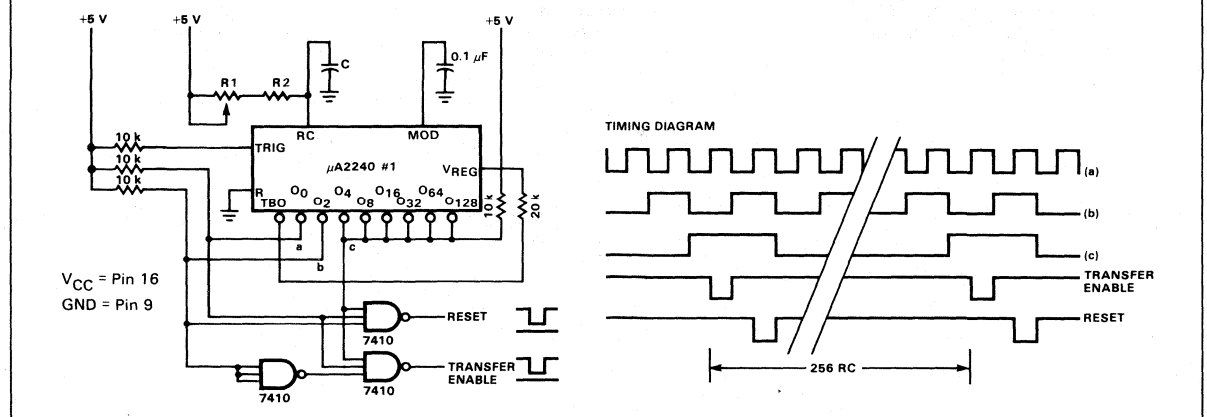 +5 V
+5 V
+5 V
C
0.1 μF
R1
R2
RC
MOD
10 k
TRIG
10 k
μA2240 #1
VREG
10 k
R
O0
O2
O4
O8
O16
O32
O64
O128
TBO
10 k
20 k
a
b
c
VCC = Pin 16
GND = Pin 9
RESET
7410
TRANSFER
ENABLE
7410
7410
TIMING DIAGRAM
(a)
(b)
(c)
TRANSFER
ENABLE
RESET
256 RC